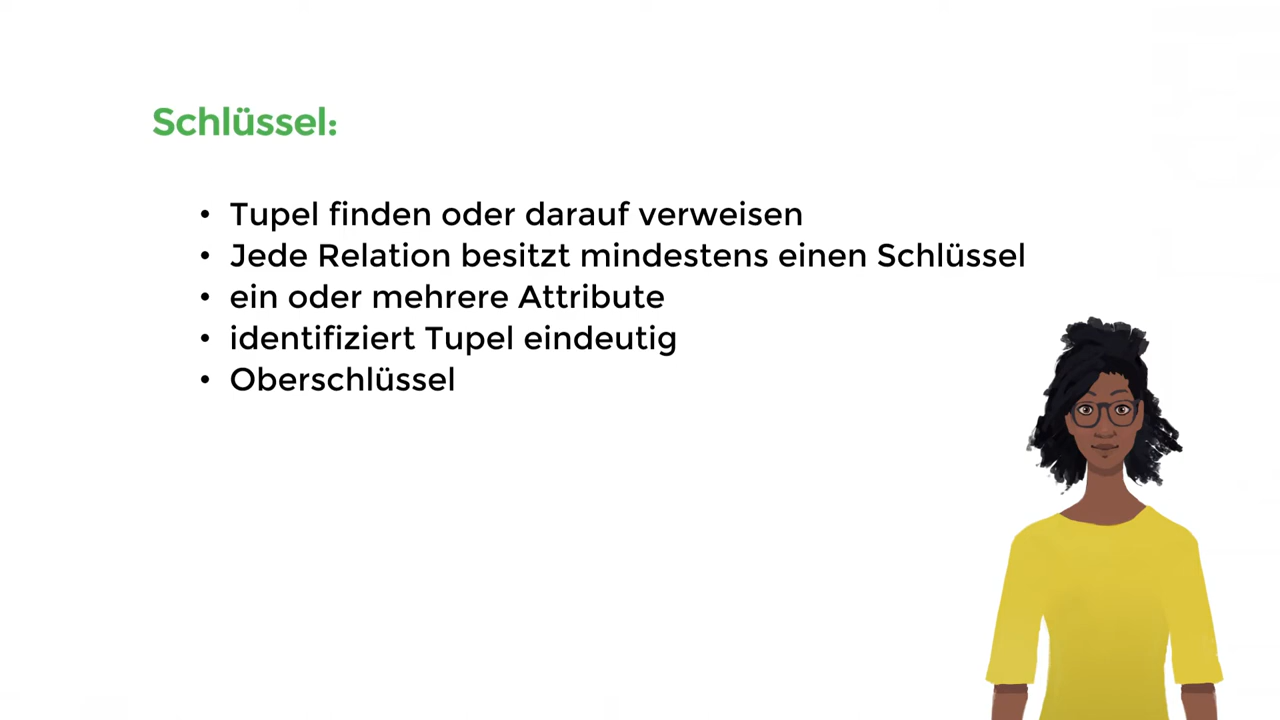 Schlüssel:
• Tupel finden oder darauf verweisen
• Jede Relation besitzt mindestens einen Schlüssel
• ein oder mehrere Attribute
• identifiziert Tupel eindeutig
• Oberschlüssel